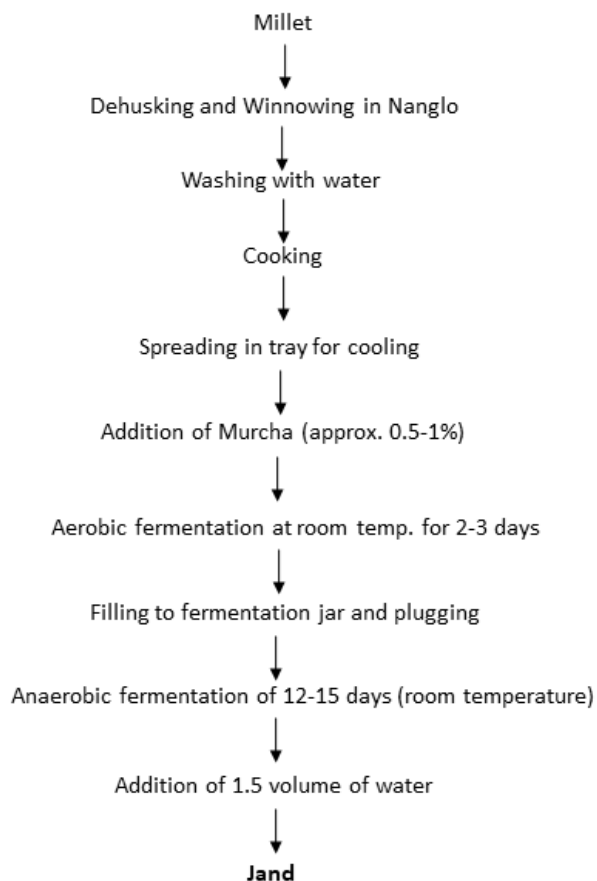 Millet
Dehusking and Winnowing in Nanglo
Washing with water
Cooking
Spreading in tray for cooling
Addition of Murcha (approx. 0.5-1%)
Aerobic fermentation at room temp. for 2-3 days
Filling to fermentation jar and plugging
Anaerobic fermentation of 12-15 days (room temperature)
Addition of 1.5 volume of water
Jand